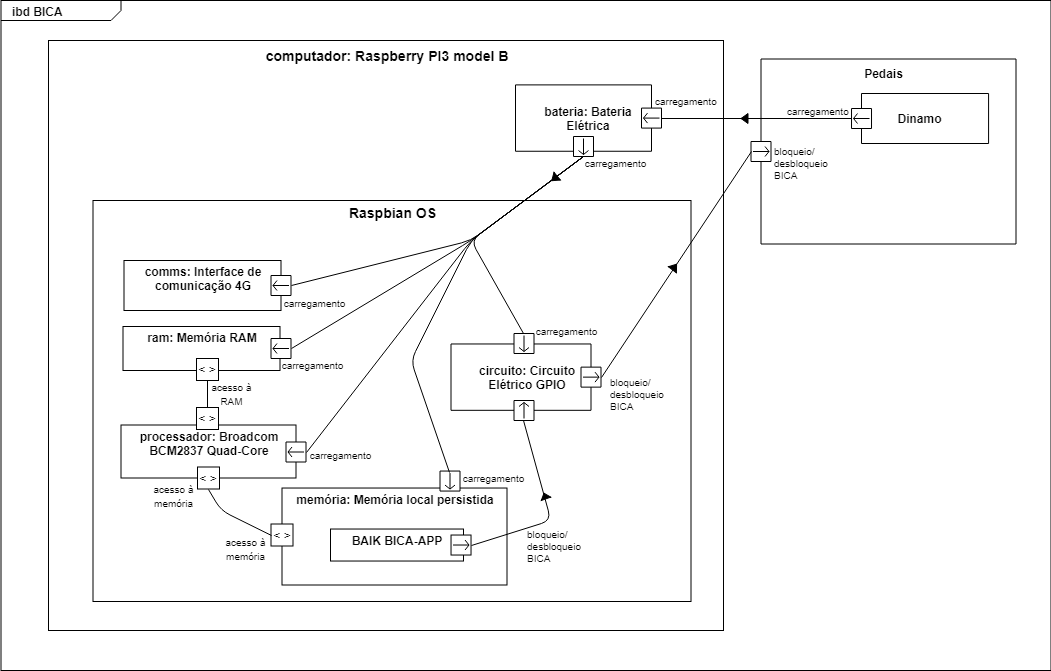 ibd BICA
computador: Raspberry PI3 model B
Pedais
bateria: Bateria
Elétrica
carregamento
carregamento
Dinamo
carregamento
bloqueio/
desbloqueio
BICA
Raspbian OS
comms: Interface de
comunicação 4G
carregamento
ram: Memória RAM
carregamento
< >
acesso à
RAM
< >
processador: Broadcom
BCM2837 Quad-Core
carregamento
< >
acesso à
memória
carregamento
circuito: Circuito
Elétrico GPIO
bloqueio/
desbloqueio
BICA
carregamento
memória: Memória local persistida
< >
acesso à
memória
BAIK BICA-APP
bloqueio/
desbloqueio
BICA